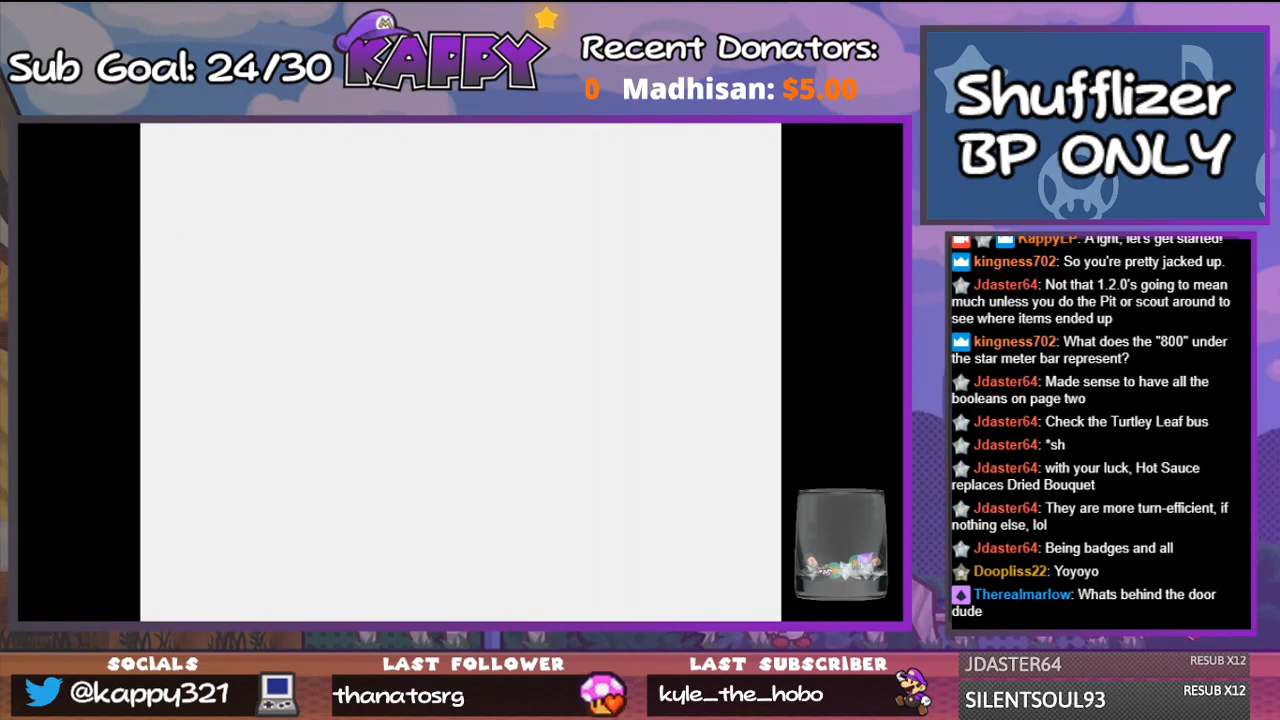 Sub Goal: 24/30
KAPPY
Recent Donators:
0 Madhisan: $5.00
Shufflizer
BP ONLY
KappyLP: A'ight, let's get started!
kingness702: So you're pretty jacked up.
Jdaster64: Not that 1.2.0's going to mean
much unless you do the Pit or scout around to
see where items ended up
kingness702: What does the "800" under
the star meter bar represent?
Jdaster64: Made sense to have all the
booleans on page two
Jdaster64: Check the Turtley Leaf bus
Jdaster64: *sh
Jdaster64: with your luck, Hot Sauce
replaces Dried Bouquet
Jdaster64: They are more turn-efficient, if
nothing else, lol
Jdaster64: Being badges and all
Doopliss22: Yoyoyo
Therealmarlow: Whats behind the door
dude
SOCIALS
@kappy321
LAST FOLLOWER
thanatosrg
LAST SUBSCRIBER
kyle_the_hobo
JDASTER64 RESUB X12
SILENTSOUL93 RESUB X12